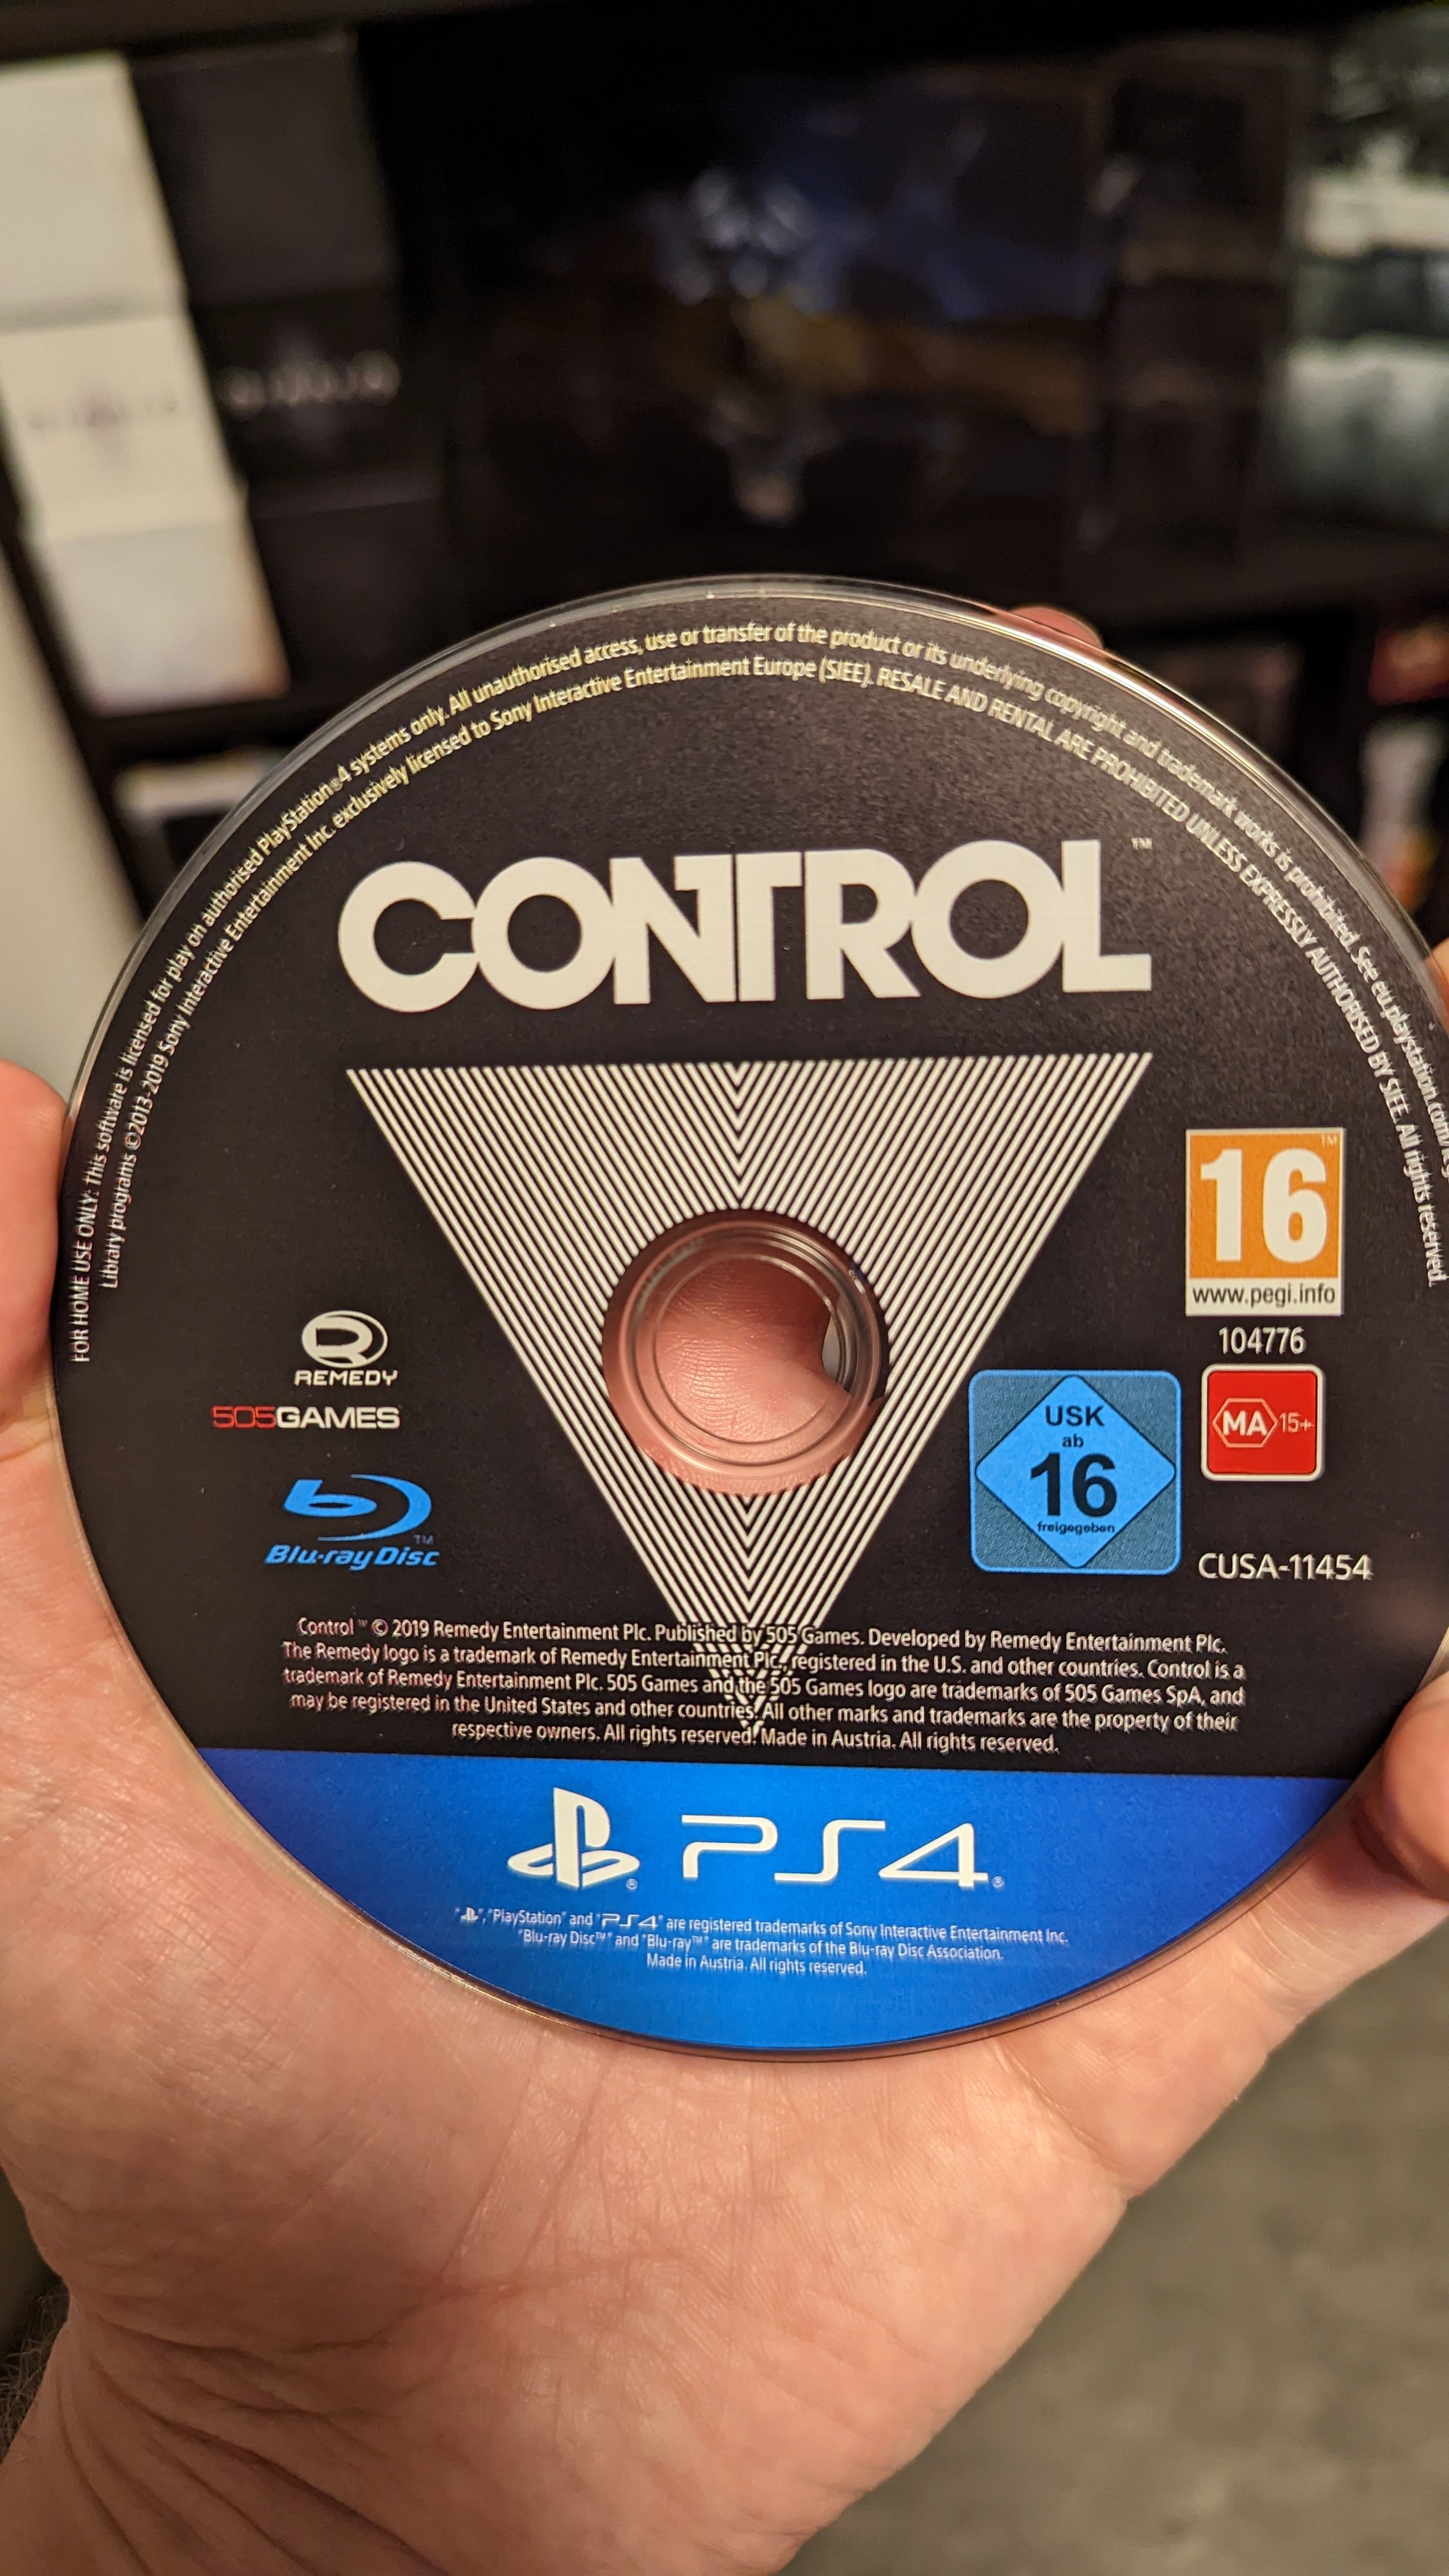 FOR HOME USE ONLY: This software is licensed for play on authorised PlayStation®4 systems only. All unauthorised access, use or transfer of the product or its underlying copyright and trademark works is prohibited. See eu.playstation.com/
Library programs ©2013-2019 Sony Interactive Entertainment Inc. exclusively licensed to Sony Interactive Entertainment Europe (SIEE). RESALE AND RENTAL ARE PROHIBITED UNLESS EXPRESSLY AUTHORISED BY SIEE. All rights reserved.
CONTROL™
16™
www.pegi.info
104776
REMEDY
505GAMES
Blu-ray Disc™
USK
ab
16
freigegeben
MA 15+
CUSA-11454
Control™ © 2019 Remedy Entertainment Plc. Published by 505 Games. Developed by Remedy Entertainment Plc.
The Remedy logo is a trademark of Remedy Entertainment Plc., registered in the U.S. and other countries. Control is a
trademark of Remedy Entertainment Plc. 505 Games and the 505 Games logo are trademarks of 505 Games SpA, and
may be registered in the United States and other countries. All other marks and trademarks are the property of their
respective owners. All rights reserved. Made in Austria. All rights reserved.
PS4®
" ", "PlayStation" and "PS4" are registered trademarks of Sony Interactive Entertainment Inc.
"Blu-ray Disc™" and "Blu-ray™" are trademarks of the Blu-ray Disc Association.
Made in Austria. All rights reserved.